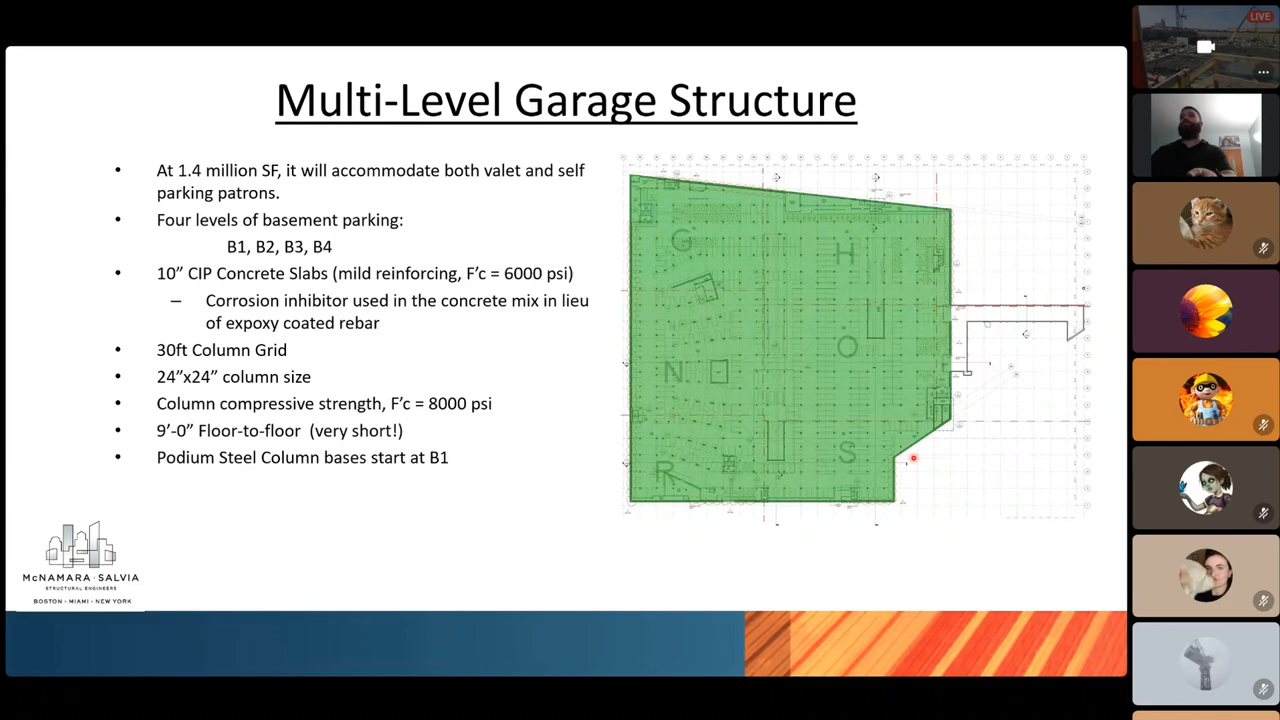 LIVE
Multi-Level Garage Structure
• At 1.4 million SF, it will accommodate both valet and self
parking patrons.
• Four levels of basement parking:
B1, B2, B3, B4
• 10” CIP Concrete Slabs (mild reinforcing, F’c = 6000 psi)
– Corrosion inhibitor used in the concrete mix in lieu
of expoxy coated rebar
• 30ft Column Grid
• 24”x24” column size
• Column compressive strength, F’c = 8000 psi
• 9’-0” Floor-to-floor (very short!)
• Podium Steel Column bases start at B1
G
H
N
O
R
S
McNAMARA · SALVIA
STRUCTURAL ENGINEERS
BOSTON - MIAMI - NEW YORK